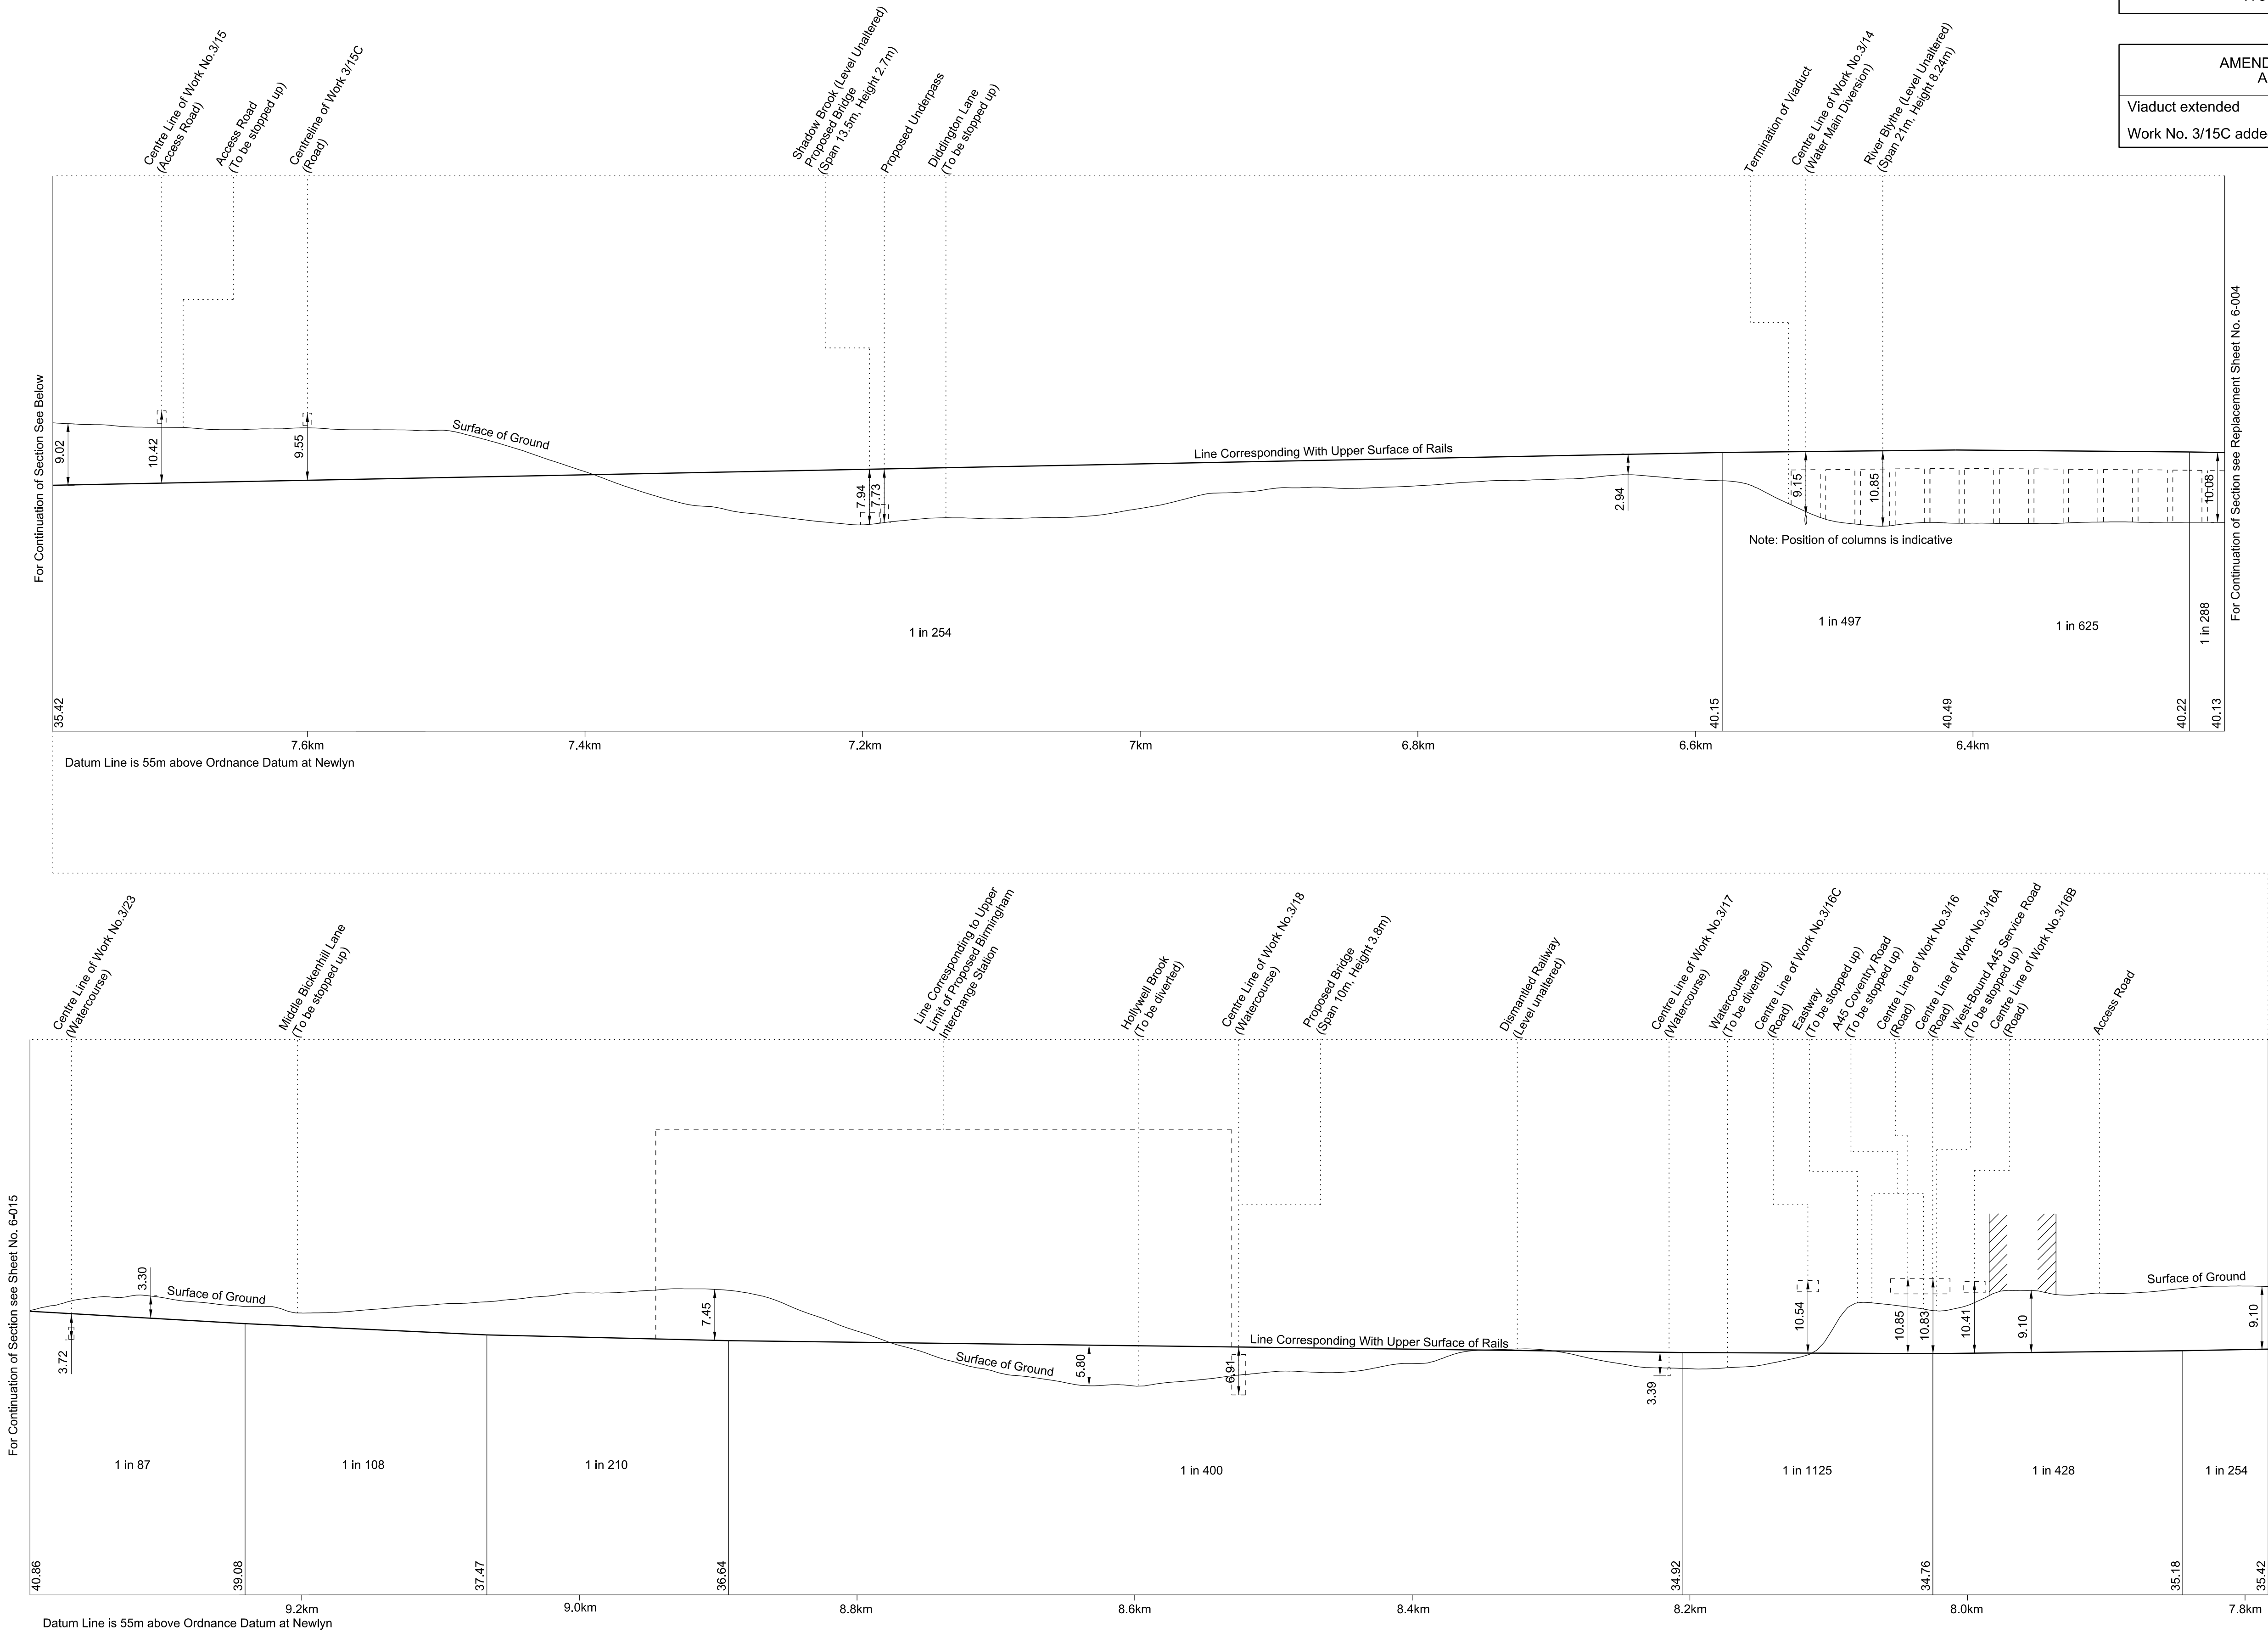 AMEND
A
Viaduct extended
Work No. 3/15C adde
Centre Line of Work No.3/15
(Access Road)
Access Road
(To be stopped up)
Centreline of Work 3/15C
(Road)
Shadow Brook (Level Unaltered)
Proposed Bridge
(Span 13.5m, Height 2.7m)
Proposed Underpass
Diddington Lane
(To be stopped up)
Termination of Viaduct
Centre Line of Work No.3/14
(Water Main Diversion)
River Blythe (Level Unaltered)
(Span 21m, Height 8.24m)
For Continuation of Section See Below
9.02
10.42
9.55
Surface of Ground
7.94
7.73
Line Corresponding With Upper Surface of Rails
2.94
9.15
10.85
10.08
Note: Position of columns is indicative
For Continuation of Section see Replacement Sheet No. 6-004
1 in 254
1 in 497
1 in 625
1 in 288
35.42
40.15
40.49
40.22
40.13
7.6km
7.4km
7.2km
7km
6.8km
6.6km
6.4km
Datum Line is 55m above Ordnance Datum at Newlyn
Centre Line of Work No.3/23
(Watercourse)
Middle Bickenhill Lane
(To be stopped up)
Line Corresponding to Upper
Limit of Proposed Birmingham
Interchange Station
Hollywell Brook
(To be diverted)
Centre Line of Work No.3/18
(Watercourse)
Proposed Bridge
(Span 10m, Height 3.8m)
Dismantled Railway
(Level unaltered)
Centre Line of Work No.3/17
(Watercourse)
Watercourse
(To be diverted)
Centre Line of Work No.3/16C
(Road)
Eastway
(To be stopped up)
A45 Coventry Road
(To be stopped up)
Centre Line of Work No.3/16
(Road)
Centre Line of Work No.3/16A
(Road)
West-Bound A45 Service Road
(To be stopped up)
Centre Line of Work No.3/16B
(Road)
Access Road
For Continuation of Section see Sheet No. 6-015
3.72
3.30
Surface of Ground
7.45
Surface of Ground
5.80
6.91
Line Corresponding With Upper Surface of Rails
3.39
10.54
10.85
10.83
10.41
9.10
Surface of Ground
9.10
1 in 87
1 in 108
1 in 210
1 in 400
1 in 1125
1 in 428
1 in 254
40.86
39.08
37.47
36.64
34.92
34.76
35.18
35.42
9.2km
9.0km
8.8km
8.6km
8.4km
8.2km
8.0km
7.8km
Datum Line is 55m above Ordnance Datum at Newlyn